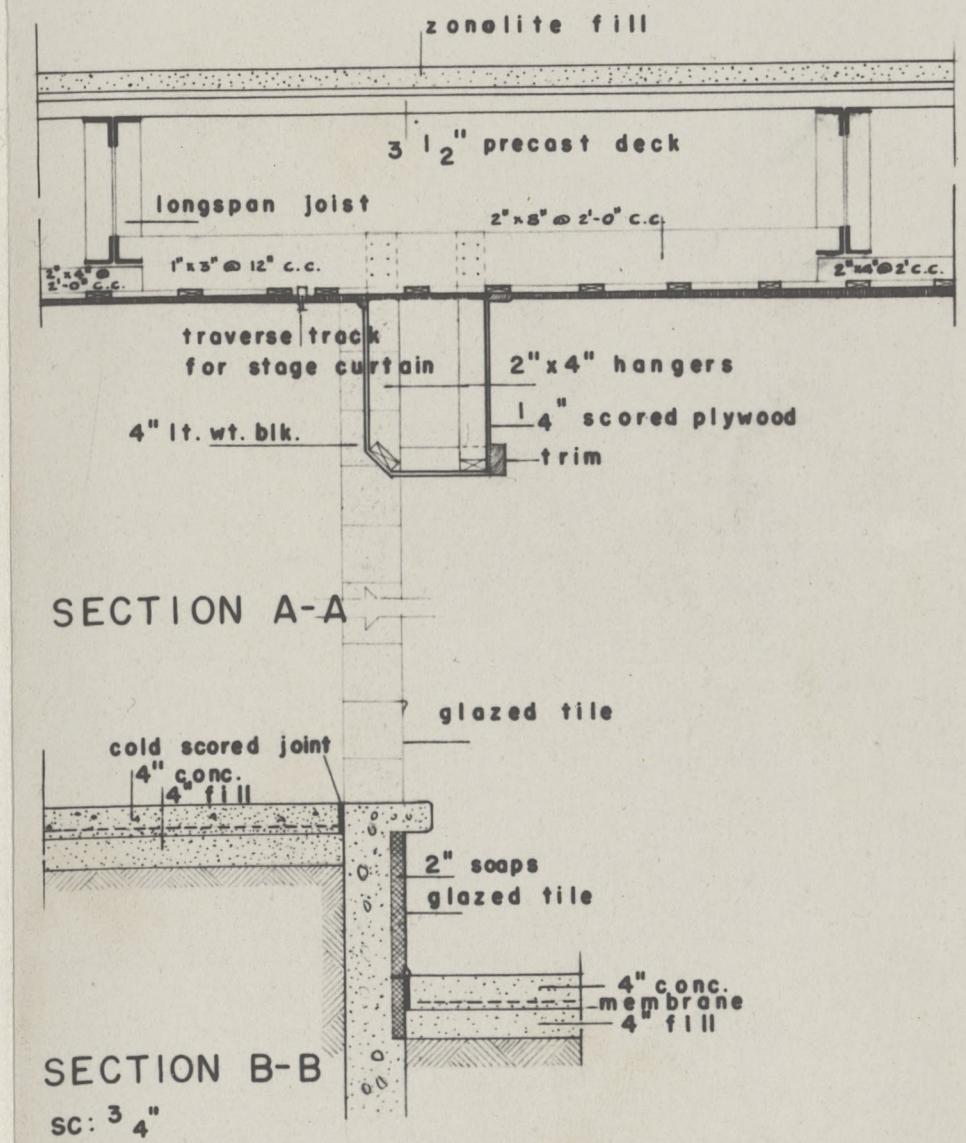 zonolite fill
3 1/2" precast deck
longspan joist
2" x 8" @ 2'-0" c.c.
2" x 4" @
2'-0" c.c.
1" x 3" @ 12" c.c.
2" x 4" @ 2' c.c.
traverse track
for stage curtain
2" x 4" hangers
1/4" scored plywood
4" lt. wt. blk.
trim
SECTION A-A
glazed tile
cold scored joint
4" conc.
4" fill
2" soaps
glazed tile
4" conc.
membrane
4" fill
SECTION B-B
SC: 3/4"